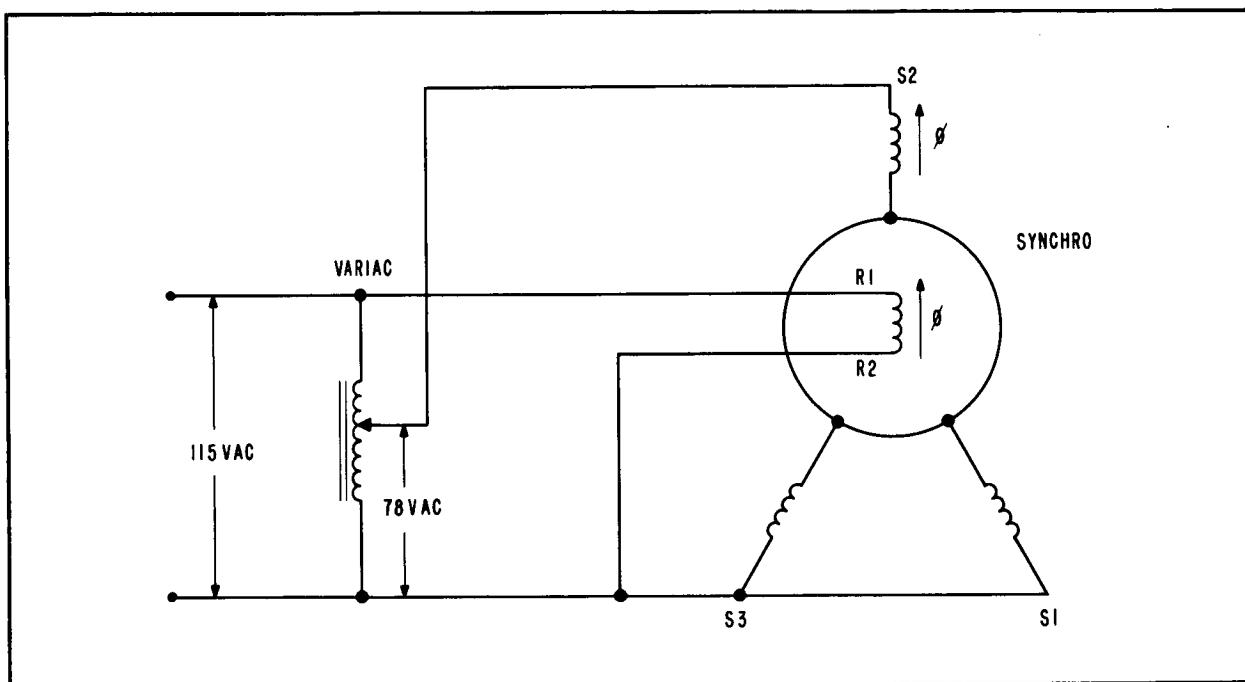 S2
Ø
SYNCHRO
VARIAC
R1
Ø
R2
115 VAC
78 VAC
S3
S1